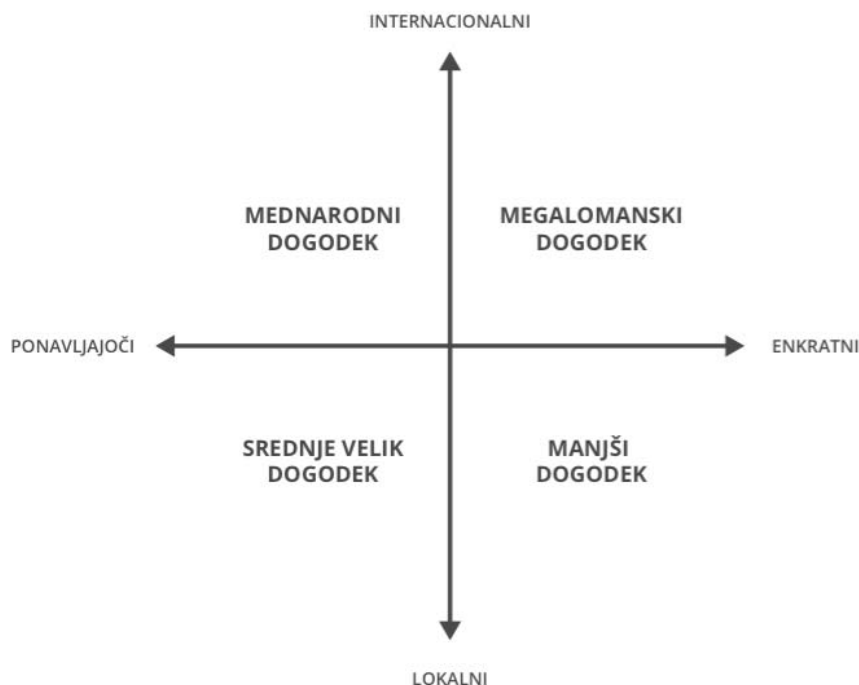 INTERNACIONALNI
MEDNARODNI
DOGODEK
MEGALOMANSKI
DOGODEK
PONAVLJAJOČI
ENKRATNI
SREDNJE VELIK
DOGODEK
MANJŠI
DOGODEK
LOKALNI